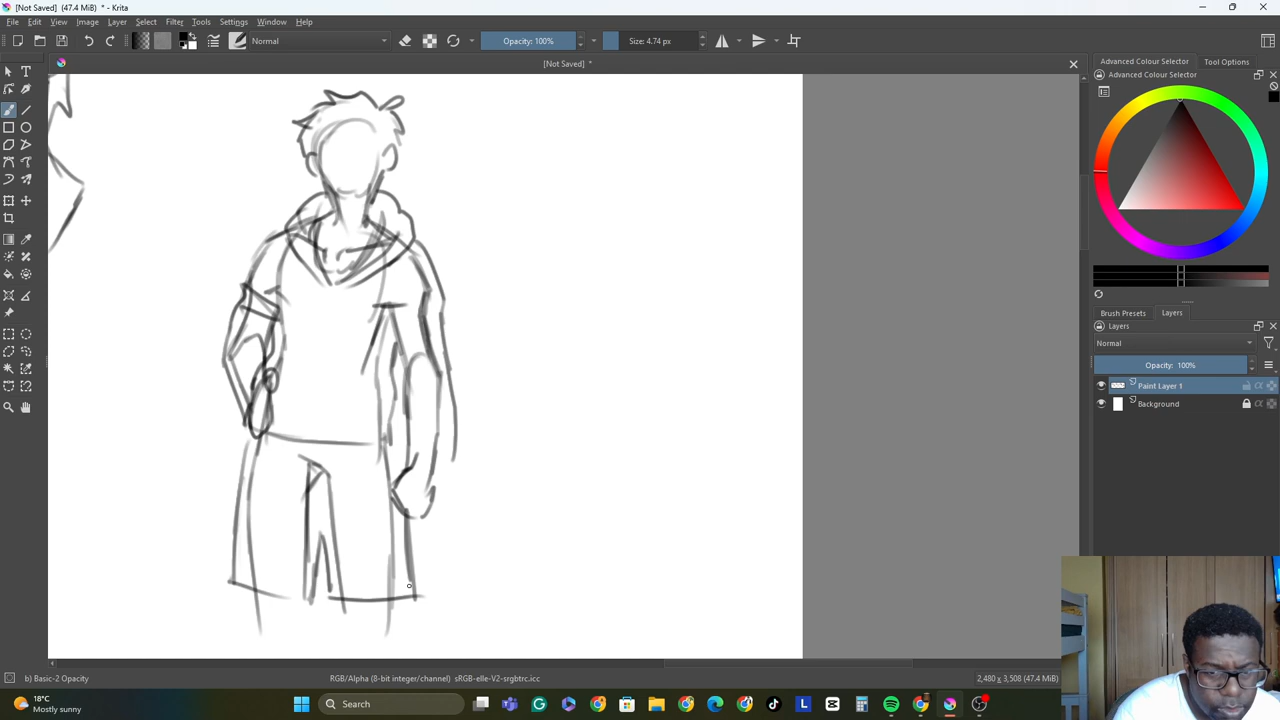 [Not Saved] (47.4 MiB) * - Krita
File Edit View Image Layer Select Filter Tools Settings Window Help
Normal
Opacity: 100%
Size: 4.74 px
[Not Saved] *
Advanced Colour Selector
Tool Options
Advanced Colour Selector
Brush Presets
Layers
Layers
Normal
Opacity: 100%
Paint Layer 1
Background
b) Basic-2 Opacity
RGB/Alpha (8-bit integer/channel) sRGB-elle-V2-srgbtrc.icc
2,480 x 3,508 (47.4 MiB)
18°C
Mostly sunny
Search